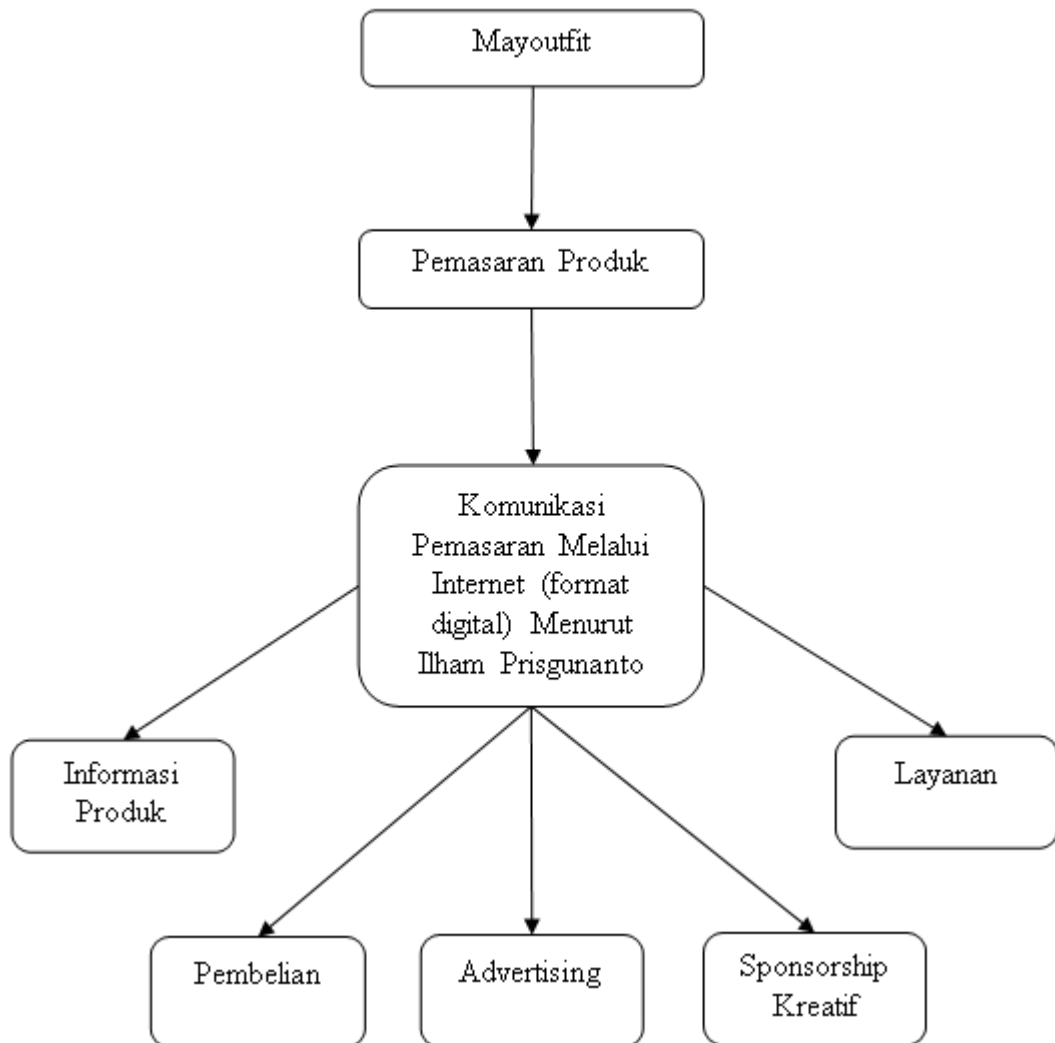 Mayoutfit
Pemasaran Produk
Komunikasi
Pemasaran Melalui
Internet (format
digital) Menurut
Ilham Prisgunanto
Informasi
Produk
Layanan
Pembelian
Advertising
Sponsorship
Kreatif